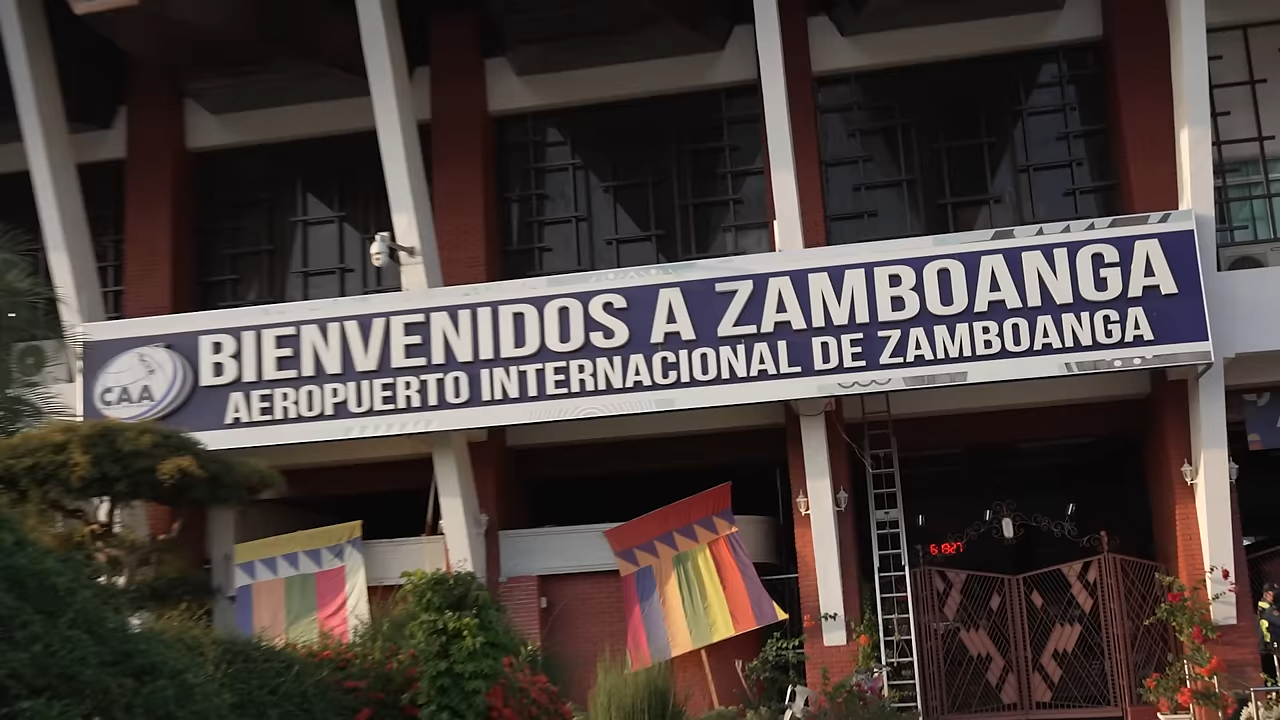 BIENVENIDOS A ZAMBOANGA
AEROPUERTO INTERNACIONAL DE ZAMBOANGA
CAA